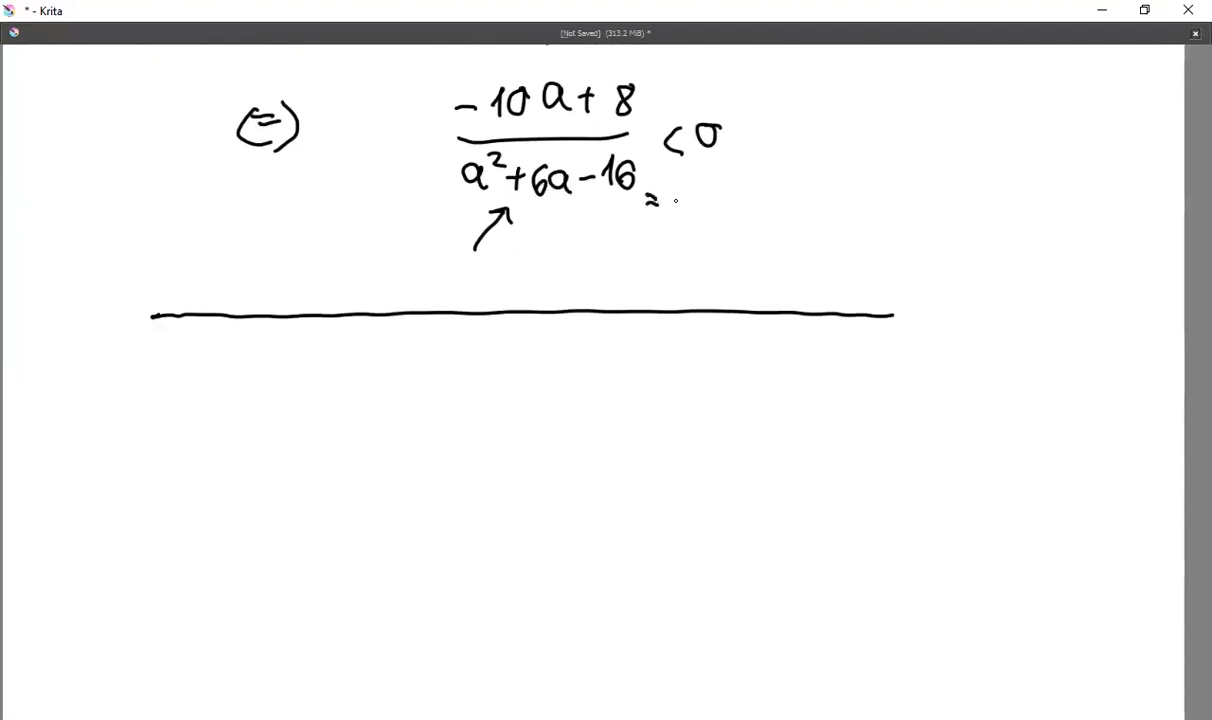 * - Krita
[Not Saved] (313.2 MiB) *
(=)
-10a+8
< 0
a²+6a-16
=